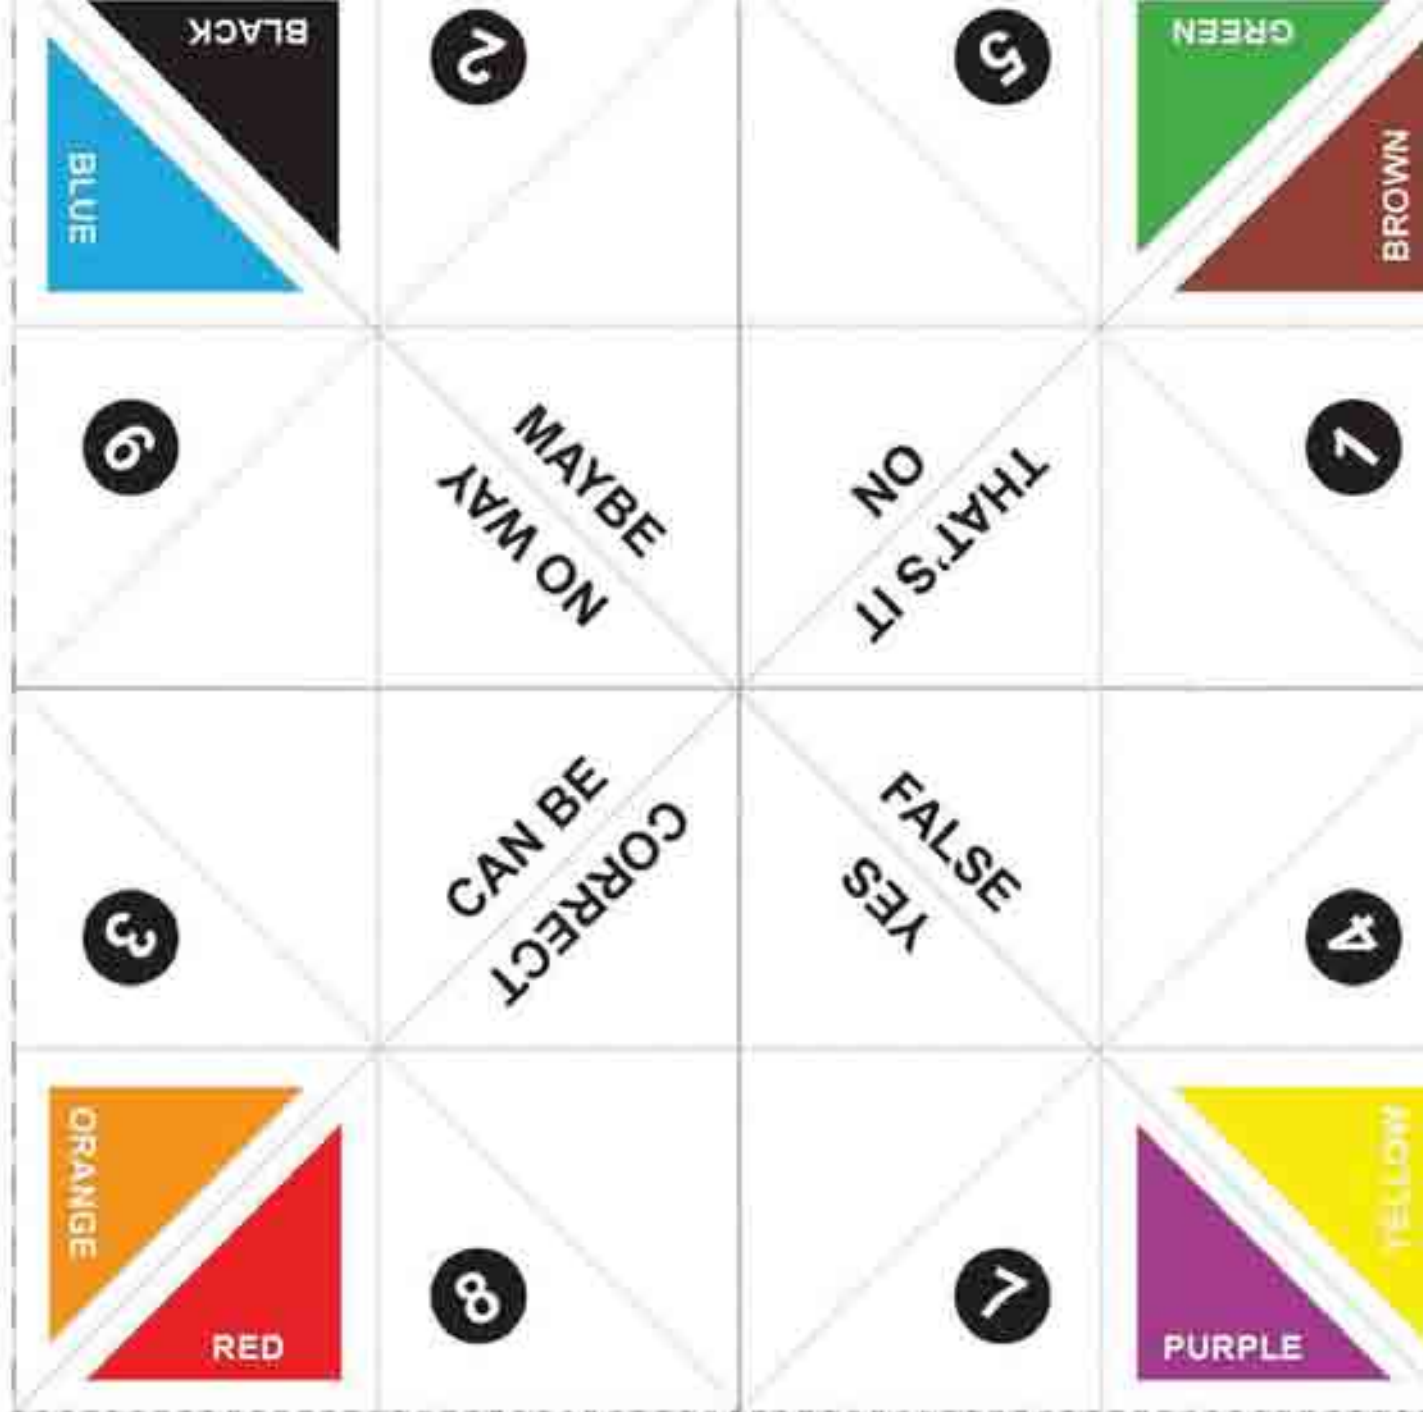 BLACK
2
5
GREEN
BLUE
BROWN
6
MAYBE
NO WAY
NO
THAT'S IT
1
3
CAN BE
CORRECT
FALSE
YES
4
ORANGE
RED
8
7
PURPLE
YELLOW